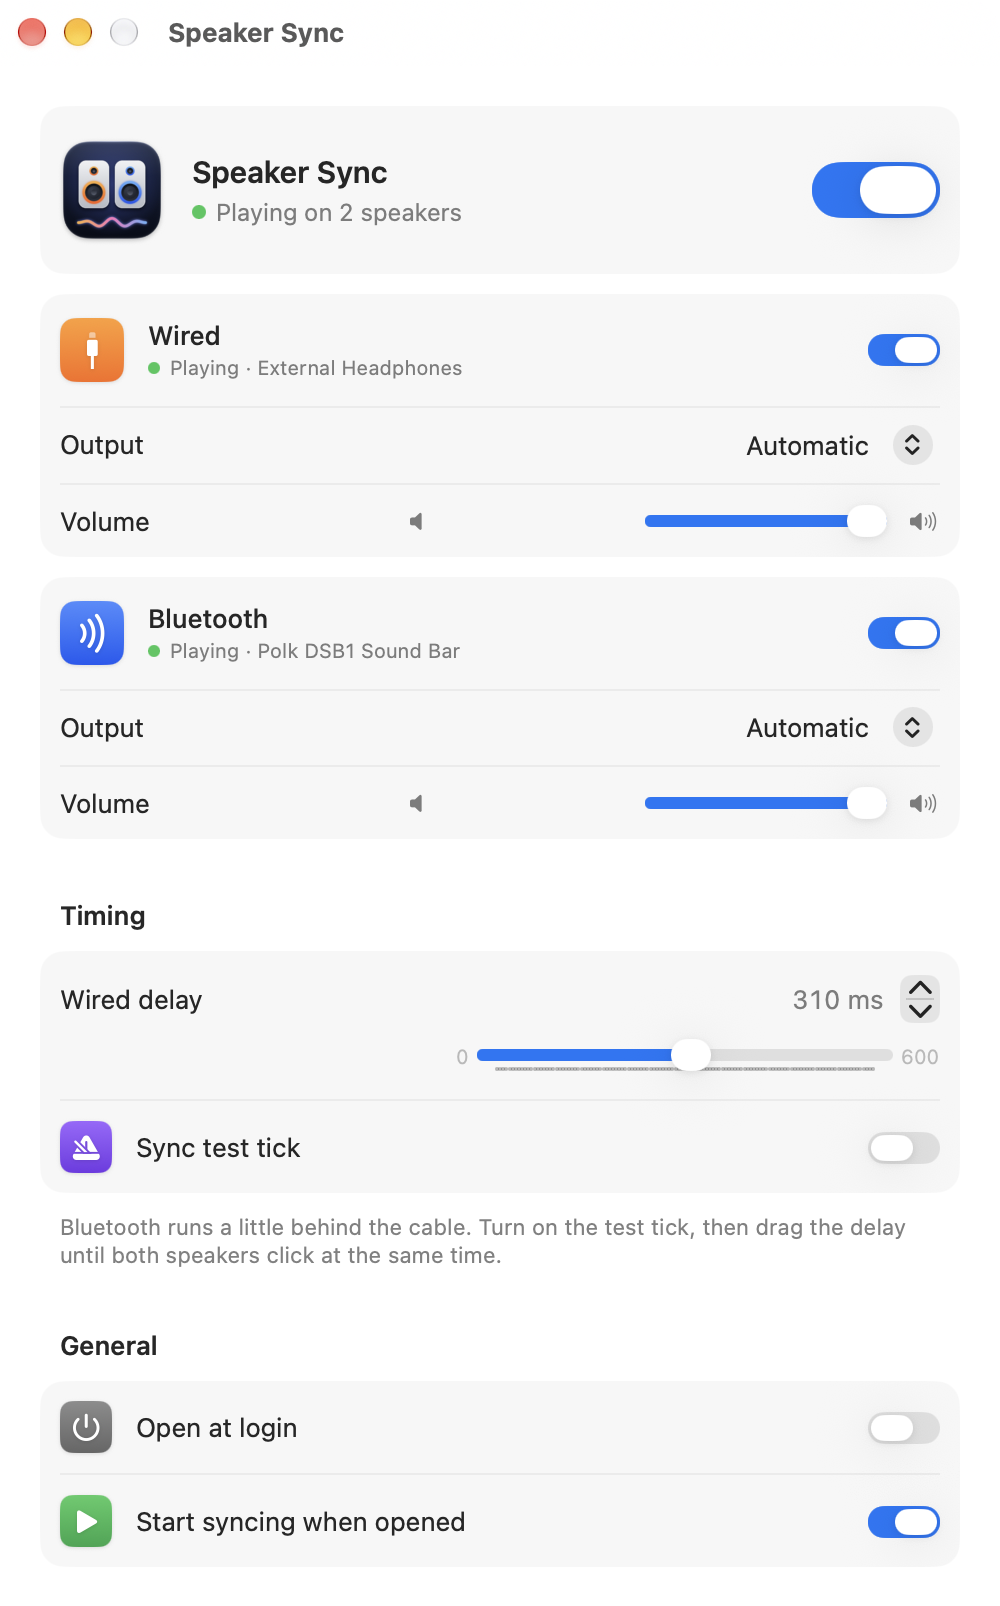 Speaker Sync
Speaker Sync
Playing on 2 speakers
Wired
Playing · External Headphones
Output
Automatic
Volume
Bluetooth
Playing · Polk DSB1 Sound Bar
Output
Automatic
Volume
Timing
Wired delay
310 ms
0
600
Sync test tick
Bluetooth runs a little behind the cable. Turn on the test tick, then drag the delay
until both speakers click at the same time.
General
Open at login
Start syncing when opened